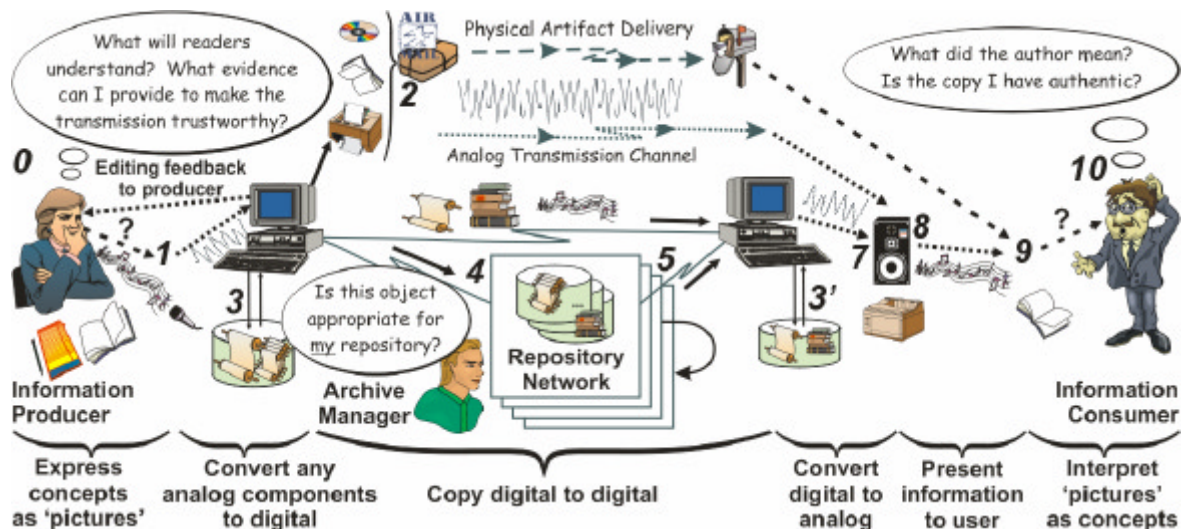 What will readers
understand? What evidence
can I provide to make the
transmission trustworthy?
AIR
2
Physical Artifact Delivery
Analog Transmission Channel
What did the author mean?
Is the copy I have authentic?
0
Editing feedback
to producer
?
1
3
4
5
Is this object
appropriate for
my repository?
Repository
Network
3'
7
8
9
?
10
Information
Producer
Archive
Manager
Information
Consumer
Express
concepts
as 'pictures'
Convert any
analog components
to digital
Copy digital to digital
Convert
digital to
analog
Present
information
to user
Interpret
'pictures'
as concepts